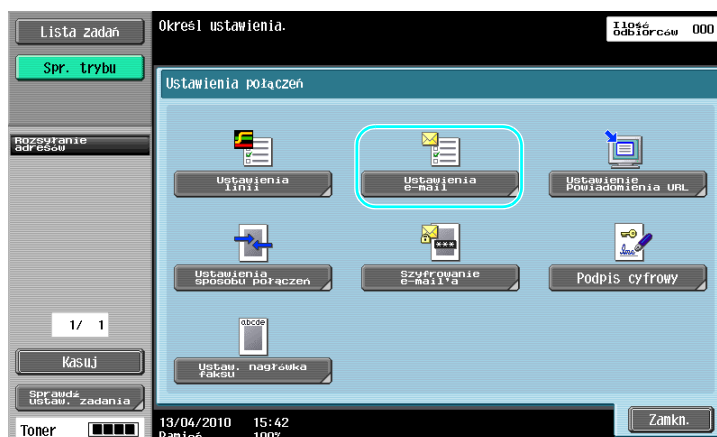 Lista zadań
Określ ustawienia.
Ilość
odbiorców 000
Spr. trybu
Ustawienia połączeń
Rozsyłanie
adresów
Ustawienia
linii
Ustawienia
e-mail
Ustawienie
Powiadomienia URL
Ustawienia
sposobu połączeń
Szyfrowanie
e-mail'a
Podpis cyfrowy
abcde
Ustaw. nagłówka
faksu
1/ 1
Kasuj
Sprawdź
ustaw. zadania
Toner
13/04/2010 15:42
Pamięć 100%
Zamkn.